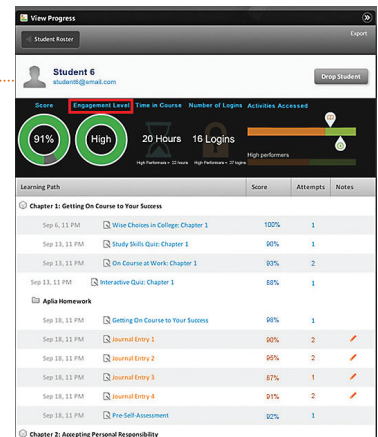 View Progress
Student Roster
Export
Student 6
student6@email.com
Drop Student
Score Engagement Level Time in Course Number of Logins Activities Accessed
91% High 20 Hours 16 Logins
High Performers = 22 hours High Performers = 27 logins High performers
Learning Path Score Attempts Notes
Chapter 1: Getting On Course to Your Success
Sep 6, 11 PM Wise Choices in College: Chapter 1 100% 1
Sep 13, 11 PM Study Skills Quiz: Chapter 1 90% 1
Sep 13, 11 PM On Course at Work: Chapter 1 93% 2
Sep 13, 11 PM Interactive Quiz: Chapter 1 88% 1
Aplia Homework
Sep 18, 11 PM Getting On Course to Your Success 98% 1
Sep 18, 11 PM Journal Entry 1 90% 2
Sep 18, 11 PM Journal Entry 2 95% 2
Sep 18, 11 PM Journal Entry 3 87% 1
Sep 18, 11 PM Journal Entry 4 91% 2
Sep 18, 11 PM Pre-Self-Assessment 92% 1
Chapter 2: Accepting Personal Responsibility